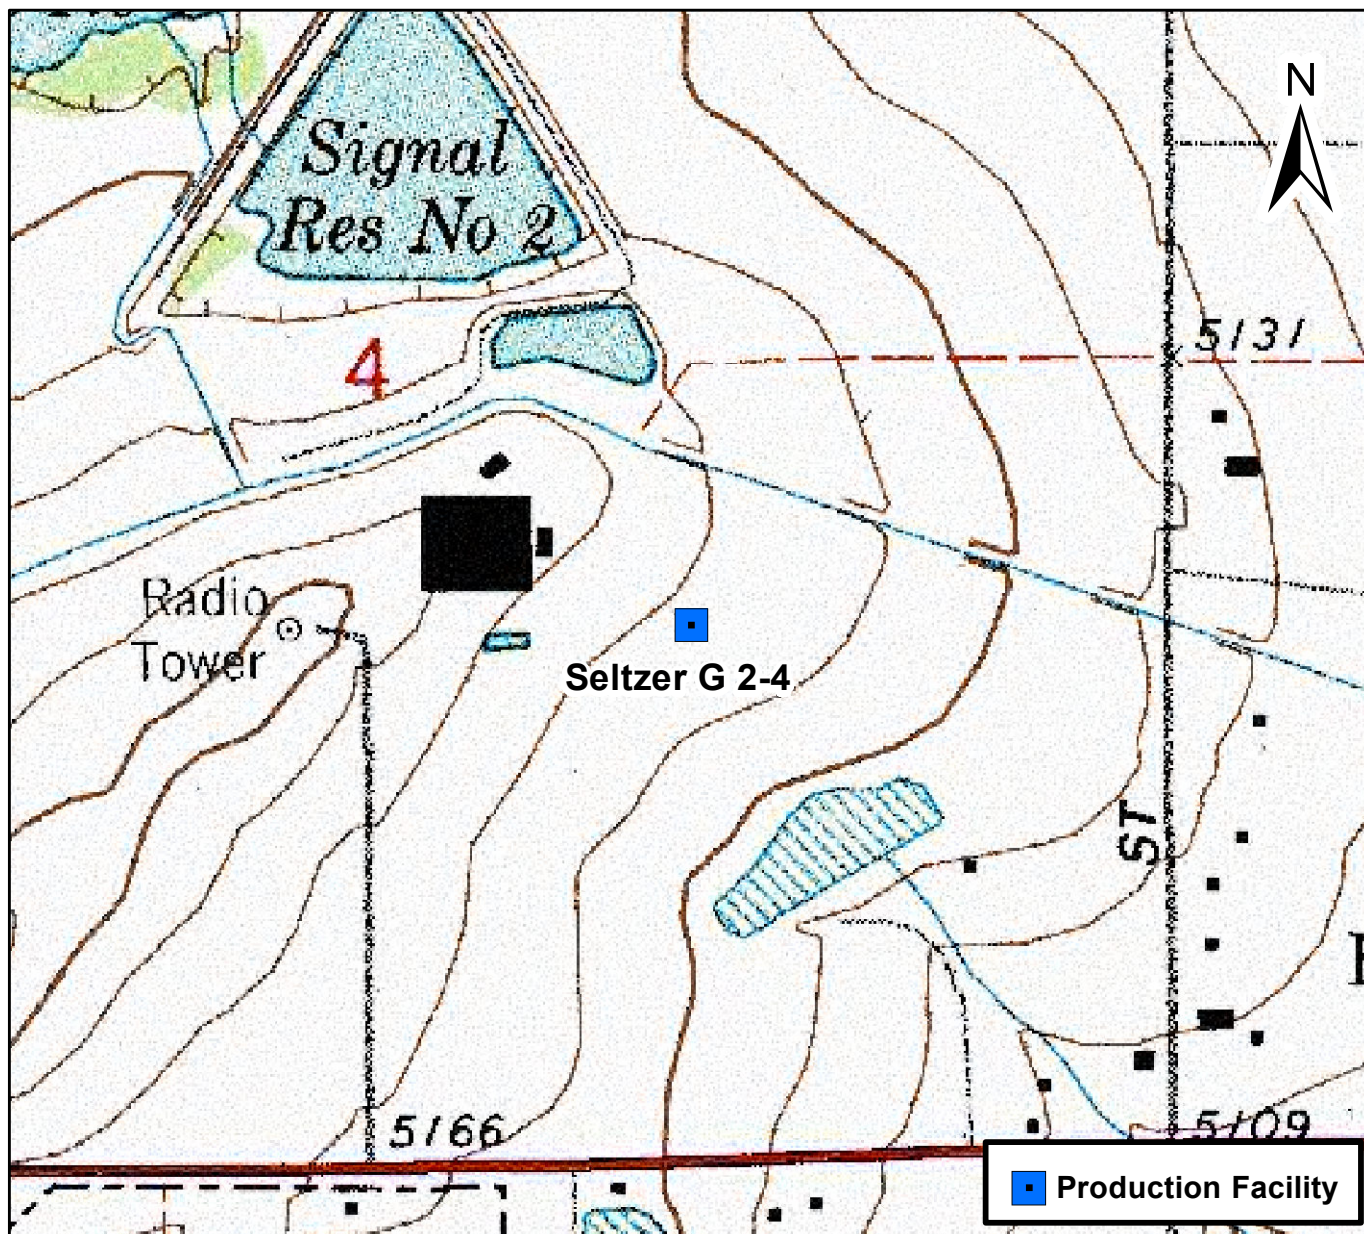 N
Signal
Res No 2
5131
4
Radio
Tower
Seltzer G 2-4
ST
5166
5109
Production Facility